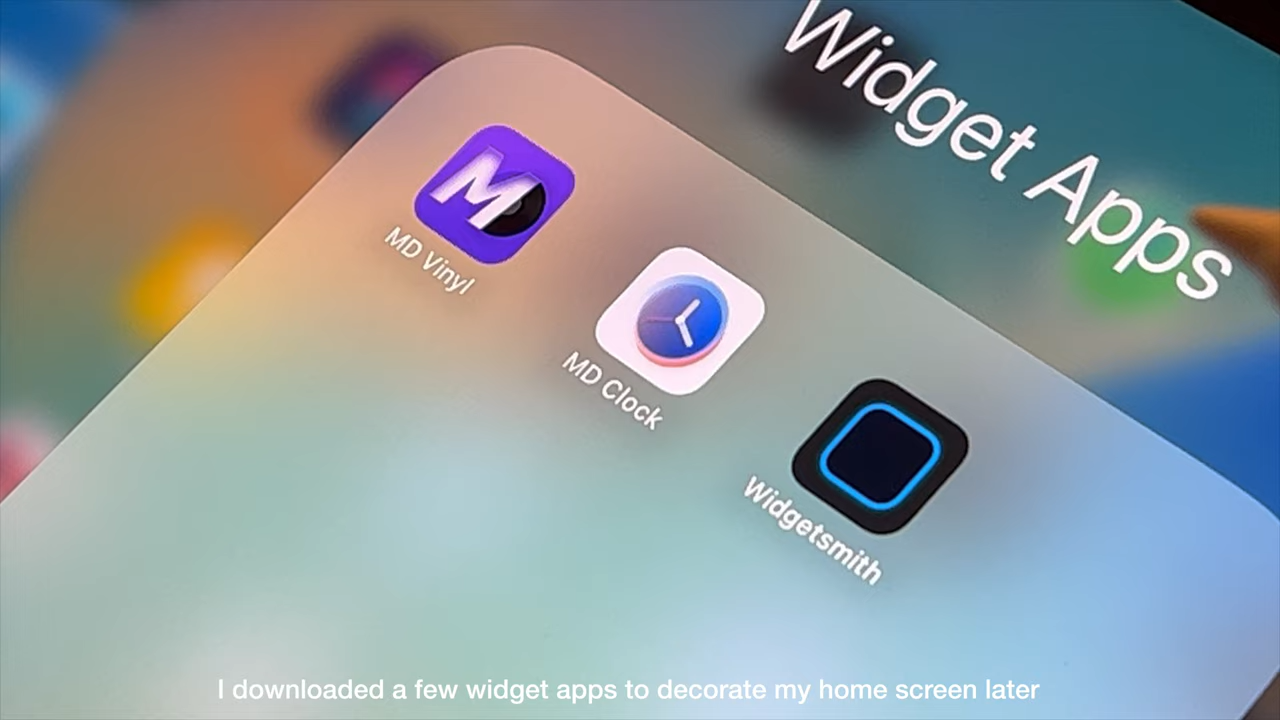 Widget Apps
M
MD Vinyl
MD Clock
Widgetsmith
I downloaded a few widget apps to decorate my home screen later